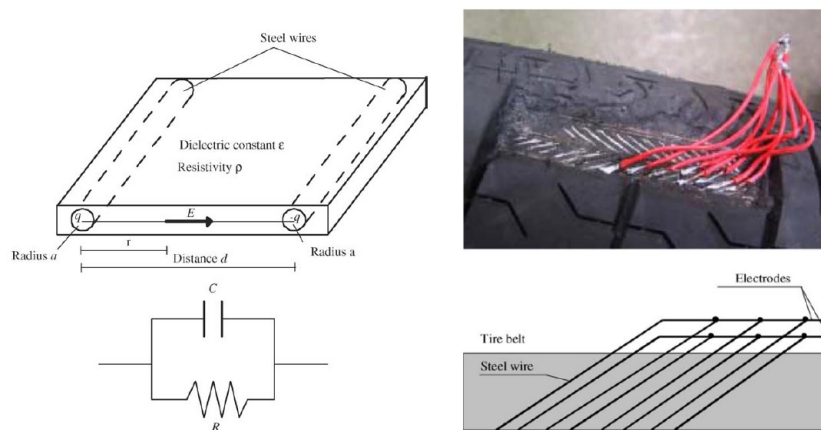 Steel wires
Dielectric constant ε
Resistivity ρ
q
E
-q
Radius a
r
Radius a
Distance d
C
R
Electrodes
Tire belt
Steel wire